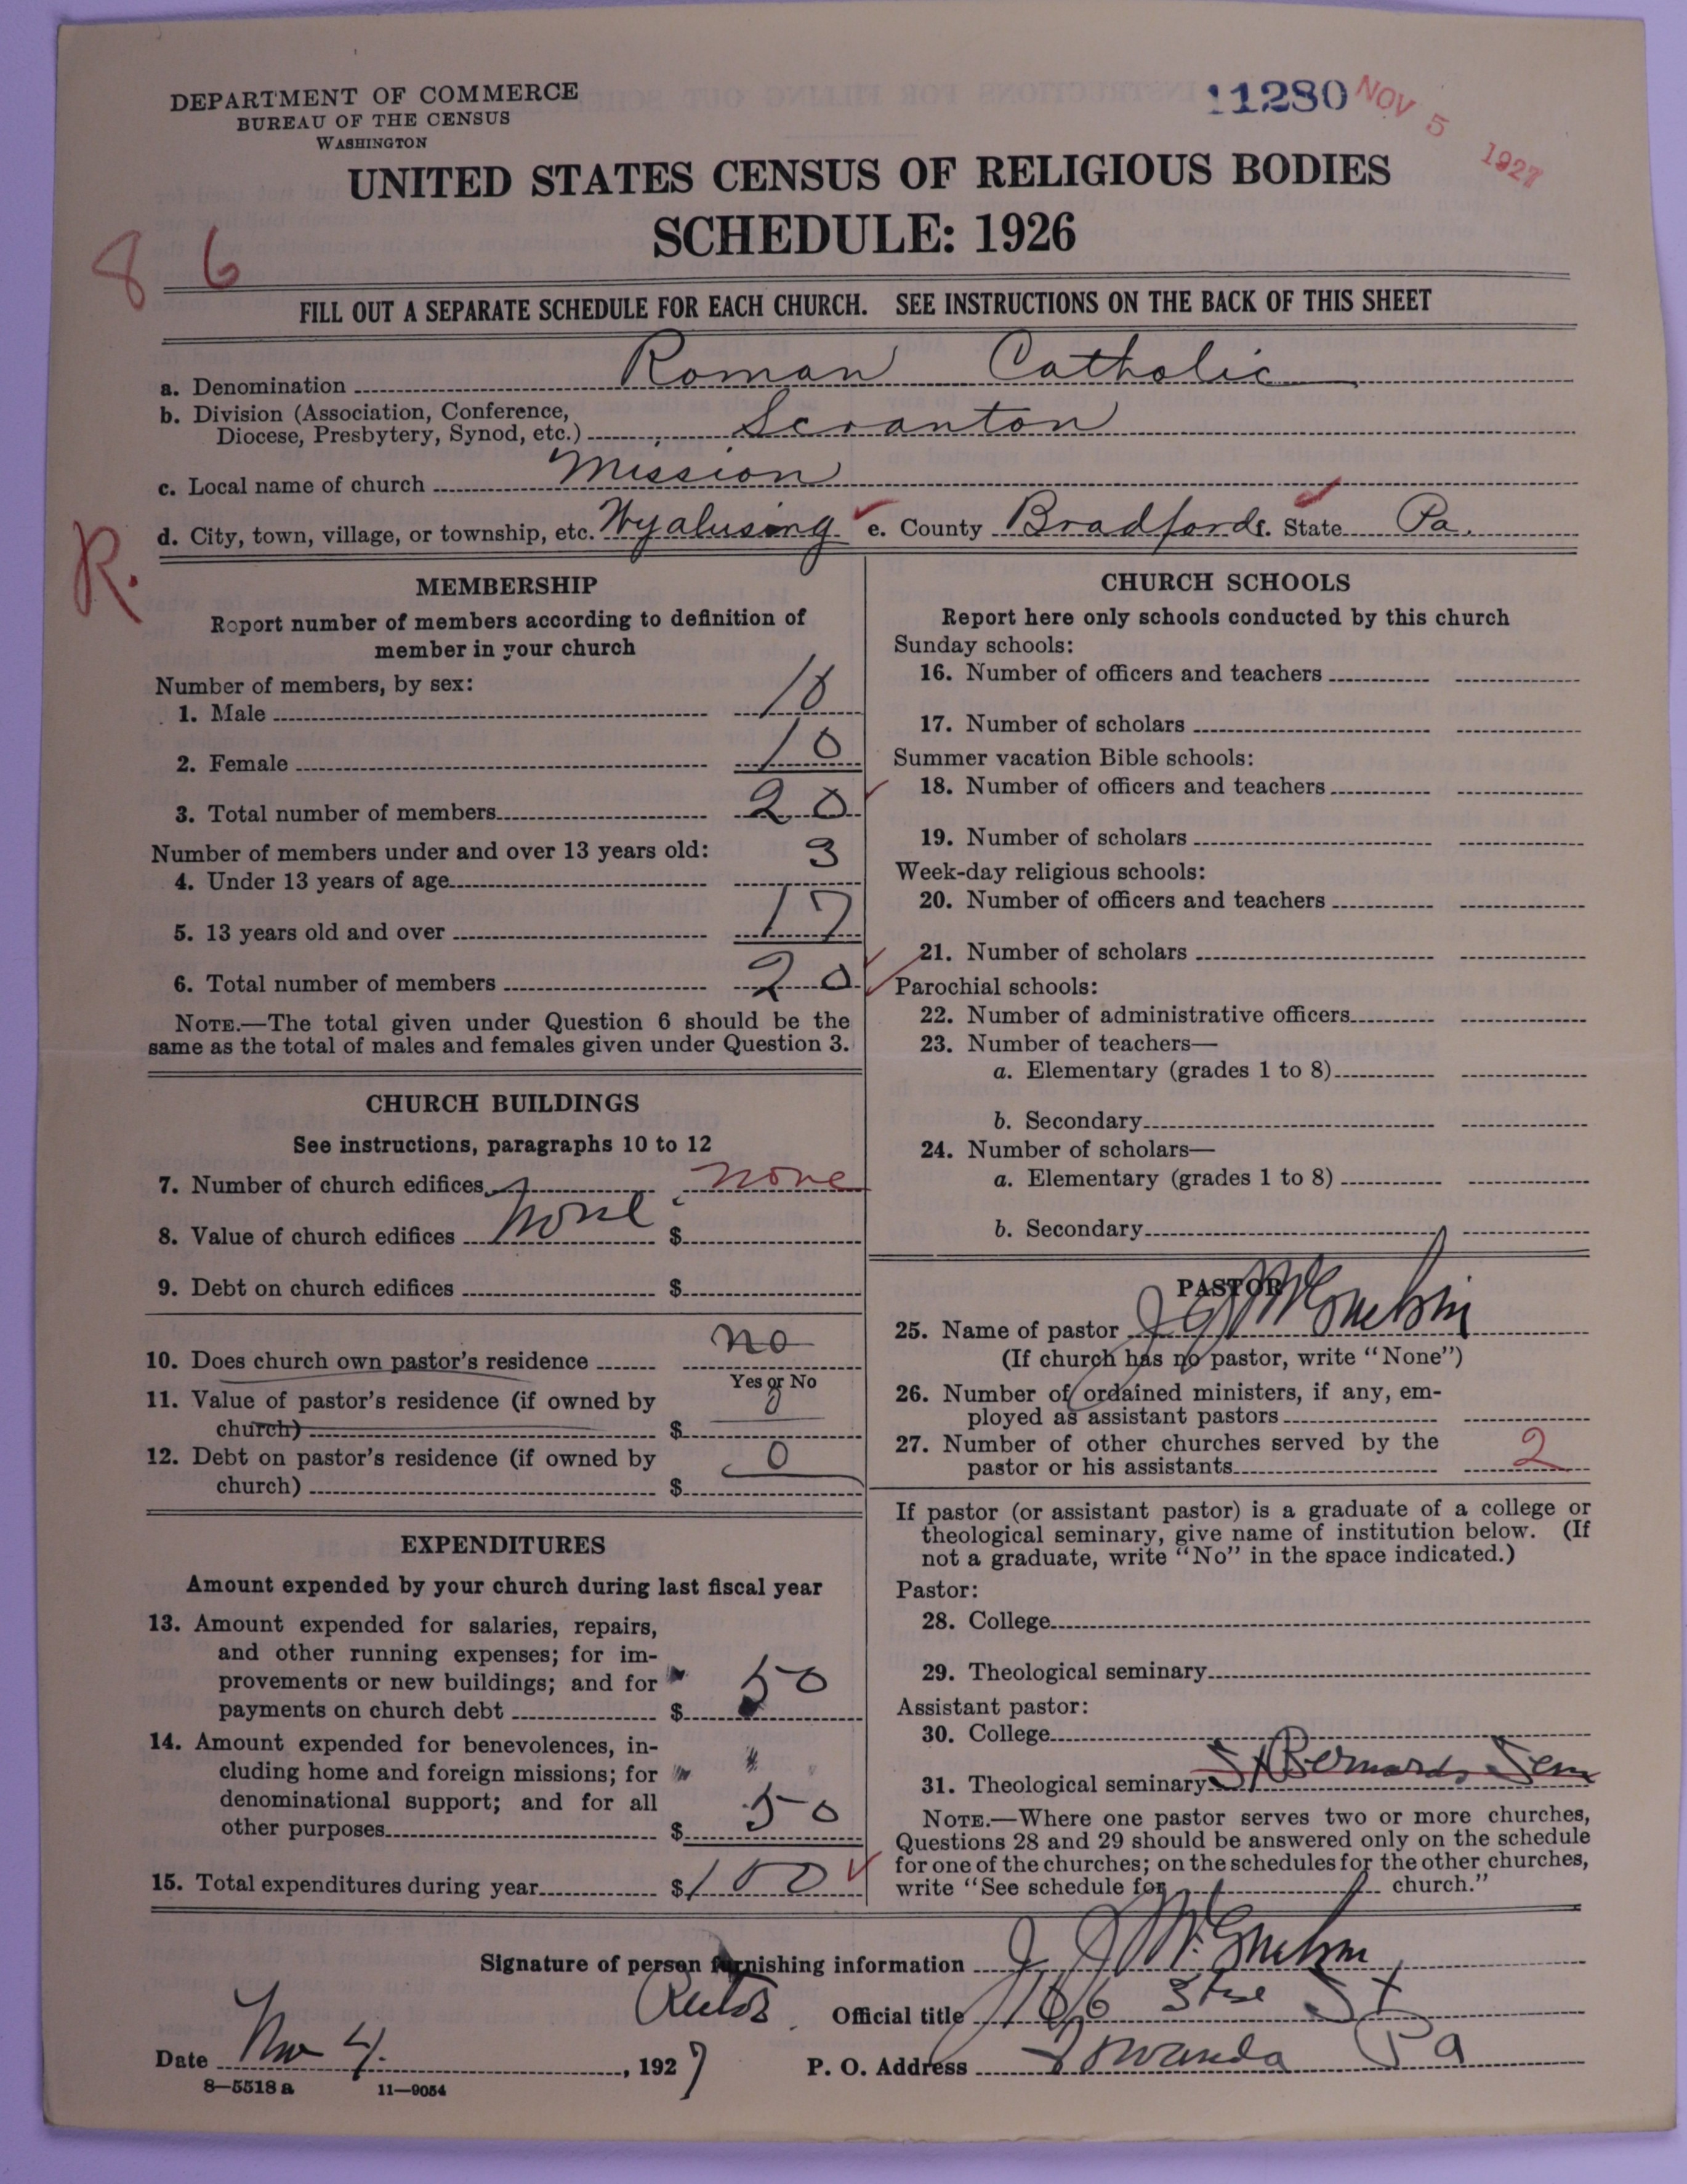 DEPARTMENT OF COMMERCE
BUREAU OF THE CENSUS
WASHINGTON
11280
NOV 5 1927
UNITED STATES CENSUS OF RELIGIOUS BODIES
SCHEDULE: 1926
8 6
FILL OUT A SEPARATE SCHEDULE FOR EACH CHURCH. SEE INSTRUCTIONS ON THE BACK OF THIS SHEET
a. Denomination Roman Catholic
b. Division (Association, Conference,
Diocese, Presbytery, Synod, etc.) Scranton
c. Local name of church Mission
d. City, town, village, or township, etc. Wyalusing e. County Bradford f. State Pa.
R.
MEMBERSHIP
Report number of members according to definition of
member in your church
Number of members, by sex:
1. Male 10
2. Female 10
3. Total number of members 20
Number of members under and over 13 years old:
4. Under 13 years of age 3
5. 13 years old and over 17
6. Total number of members 20
NOTE.—The total given under Question 6 should be the
same as the total of males and females given under Question 3.
CHURCH BUILDINGS
See instructions, paragraphs 10 to 12
7. Number of church edifices none
8. Value of church edifices none $
9. Debt on church edifices $
10. Does church own pastor's residence no
Yes or No
11. Value of pastor's residence (if owned by
church) $ 0
12. Debt on pastor's residence (if owned by
church) $ 0
EXPENDITURES
Amount expended by your church during last fiscal year
13. Amount expended for salaries, repairs,
and other running expenses; for im-
provements or new buildings; and for
payments on church debt $ 50
14. Amount expended for benevolences, in-
cluding home and foreign missions; for
denominational support; and for all
other purposes $ 50
15. Total expenditures during year $ 100
CHURCH SCHOOLS
Report here only schools conducted by this church
Sunday schools:
16. Number of officers and teachers
17. Number of scholars
Summer vacation Bible schools:
18. Number of officers and teachers
19. Number of scholars
Week-day religious schools:
20. Number of officers and teachers
21. Number of scholars
Parochial schools:
22. Number of administrative officers
23. Number of teachers—
a. Elementary (grades 1 to 8)
b. Secondary
24. Number of scholars—
a. Elementary (grades 1 to 8)
b. Secondary
PASTOR
25. Name of pastor J J
(If church has no pastor, write "None")
26. Number of ordained ministers, if any, em-
ployed as assistant pastors
27. Number of other churches served by the
pastor or his assistants 2
If pastor (or assistant pastor) is a graduate of a college or
theological seminary, give name of institution below. (If
not a graduate, write "No" in the space indicated.)
Pastor:
28. College
29. Theological seminary
Assistant pastor:
30. College
31. Theological seminary St Bernards Sem
NOTE.—Where one pastor serves two or more churches,
Questions 28 and 29 should be answered only on the schedule
for one of the churches; on the schedules for the other churches,
write "See schedule for church."
Signature of person furnishing information J J
Rector Official title 106 St
Date Nov 4. , 1927 P. O. Address Towanda Pa
8—5518 a 11—9054